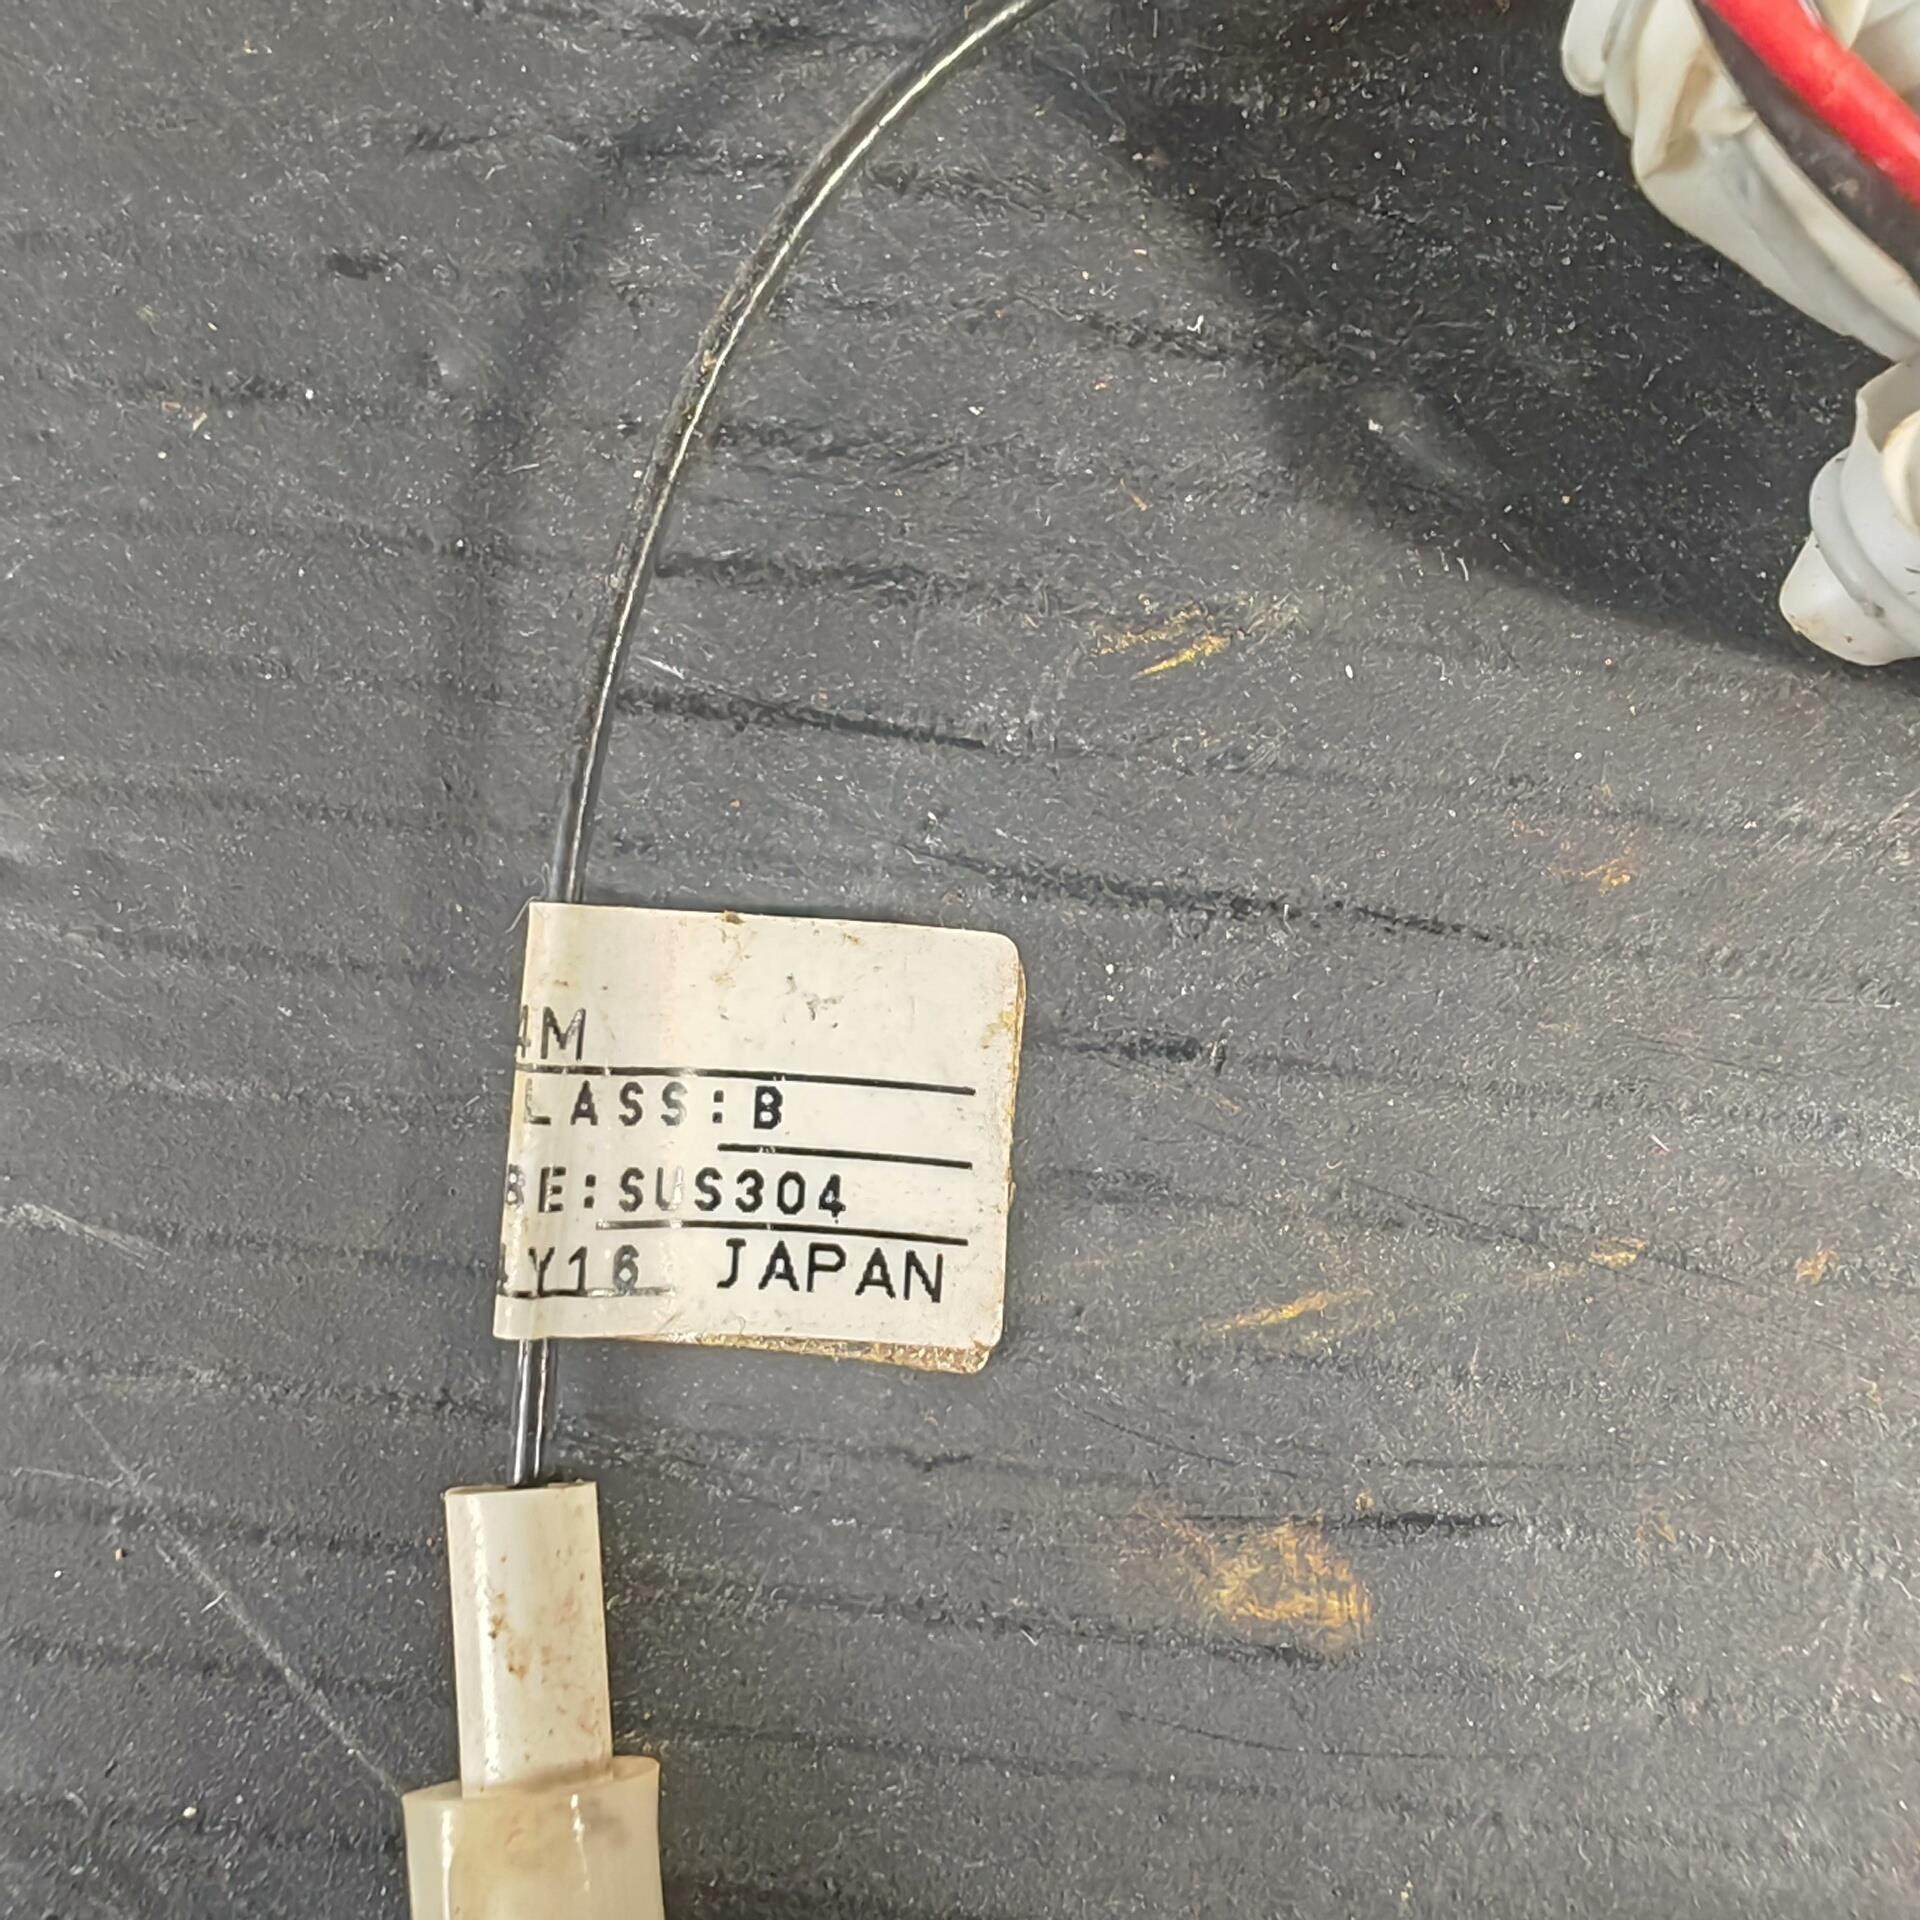 4M
LASS:B
BE:SUS304
Y16 JAPAN